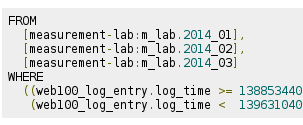 FROM
[measurement-lab:m_lab.2014_01],
[measurement-lab:m_lab.2014_02],
[measurement-lab:m_lab.2014_03]
WHERE
((web100_log_entry.log_time >= 138853440
(web100_log_entry.log_time < 139631040